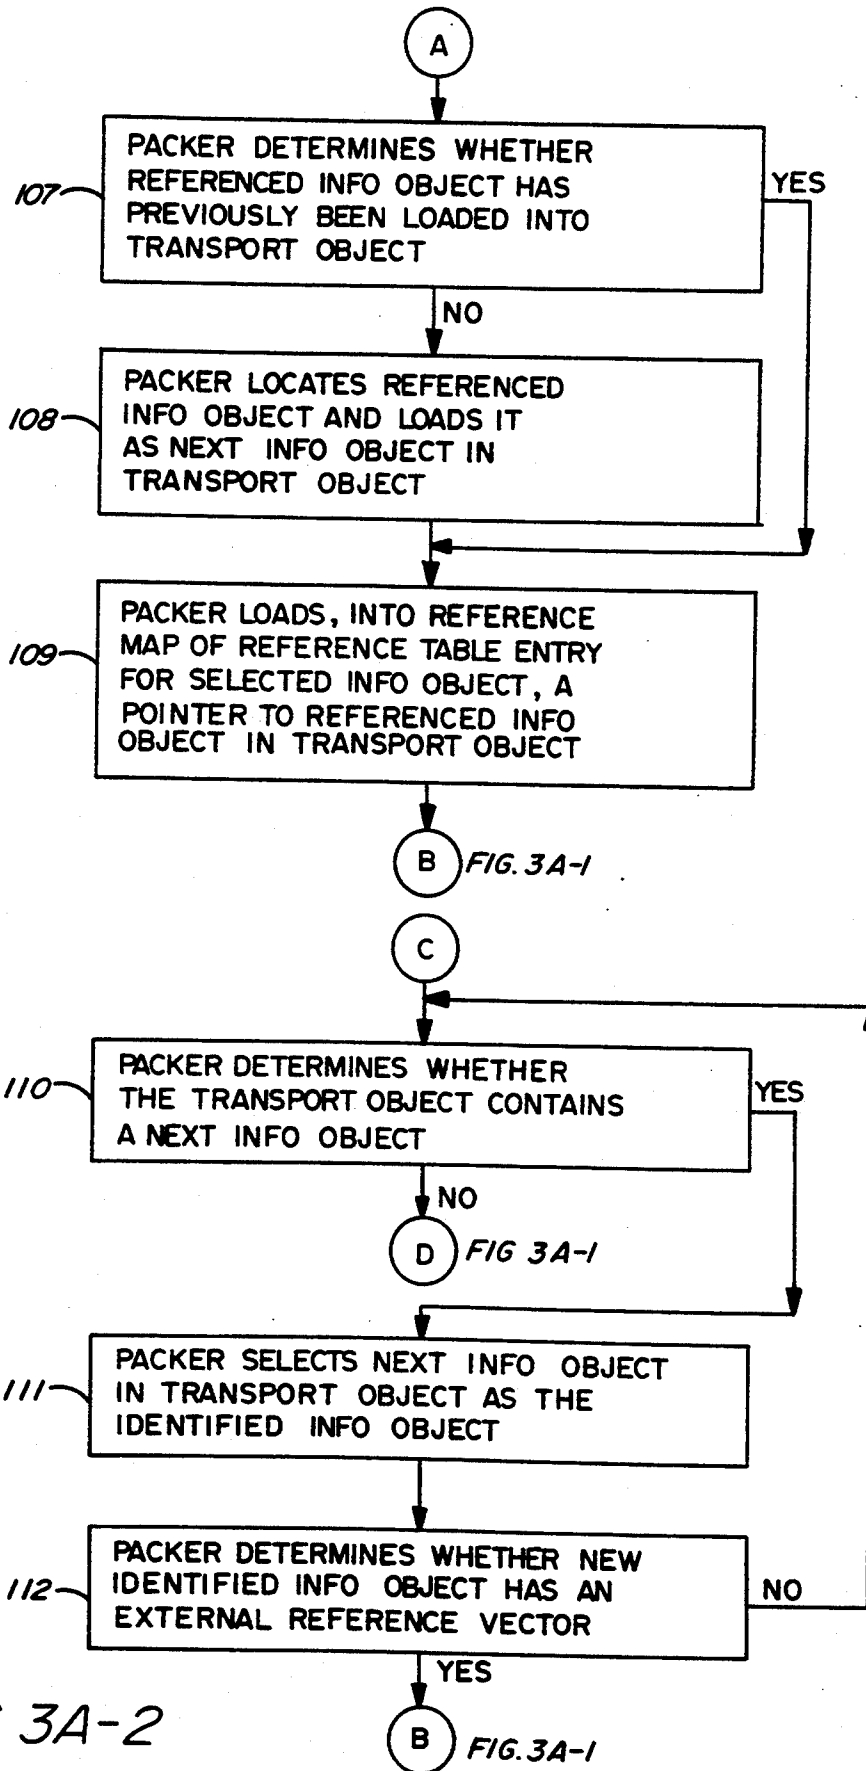 A
107
PACKER DETERMINES WHETHER
REFERENCED INFO OBJECT HAS
PREVIOUSLY BEEN LOADED INTO
TRANSPORT OBJECT
YES
NO
108
PACKER LOCATES REFERENCED
INFO OBJECT AND LOADS IT
AS NEXT INFO OBJECT IN
TRANSPORT OBJECT
109
PACKER LOADS, INTO REFERENCE
MAP OF REFERENCE TABLE ENTRY
FOR SELECTED INFO OBJECT, A
POINTER TO REFERENCED INFO
OBJECT IN TRANSPORT OBJECT
B FIG. 3A-1
C
110
PACKER DETERMINES WHETHER
THE TRANSPORT OBJECT CONTAINS
A NEXT INFO OBJECT
YES
NO
D FIG 3A-1
111
PACKER SELECTS NEXT INFO OBJECT
IN TRANSPORT OBJECT AS THE
IDENTIFIED INFO OBJECT
112
PACKER DETERMINES WHETHER NEW
IDENTIFIED INFO OBJECT HAS AN
EXTERNAL REFERENCE VECTOR
NO
YES
B FIG. 3A-1
3A-2